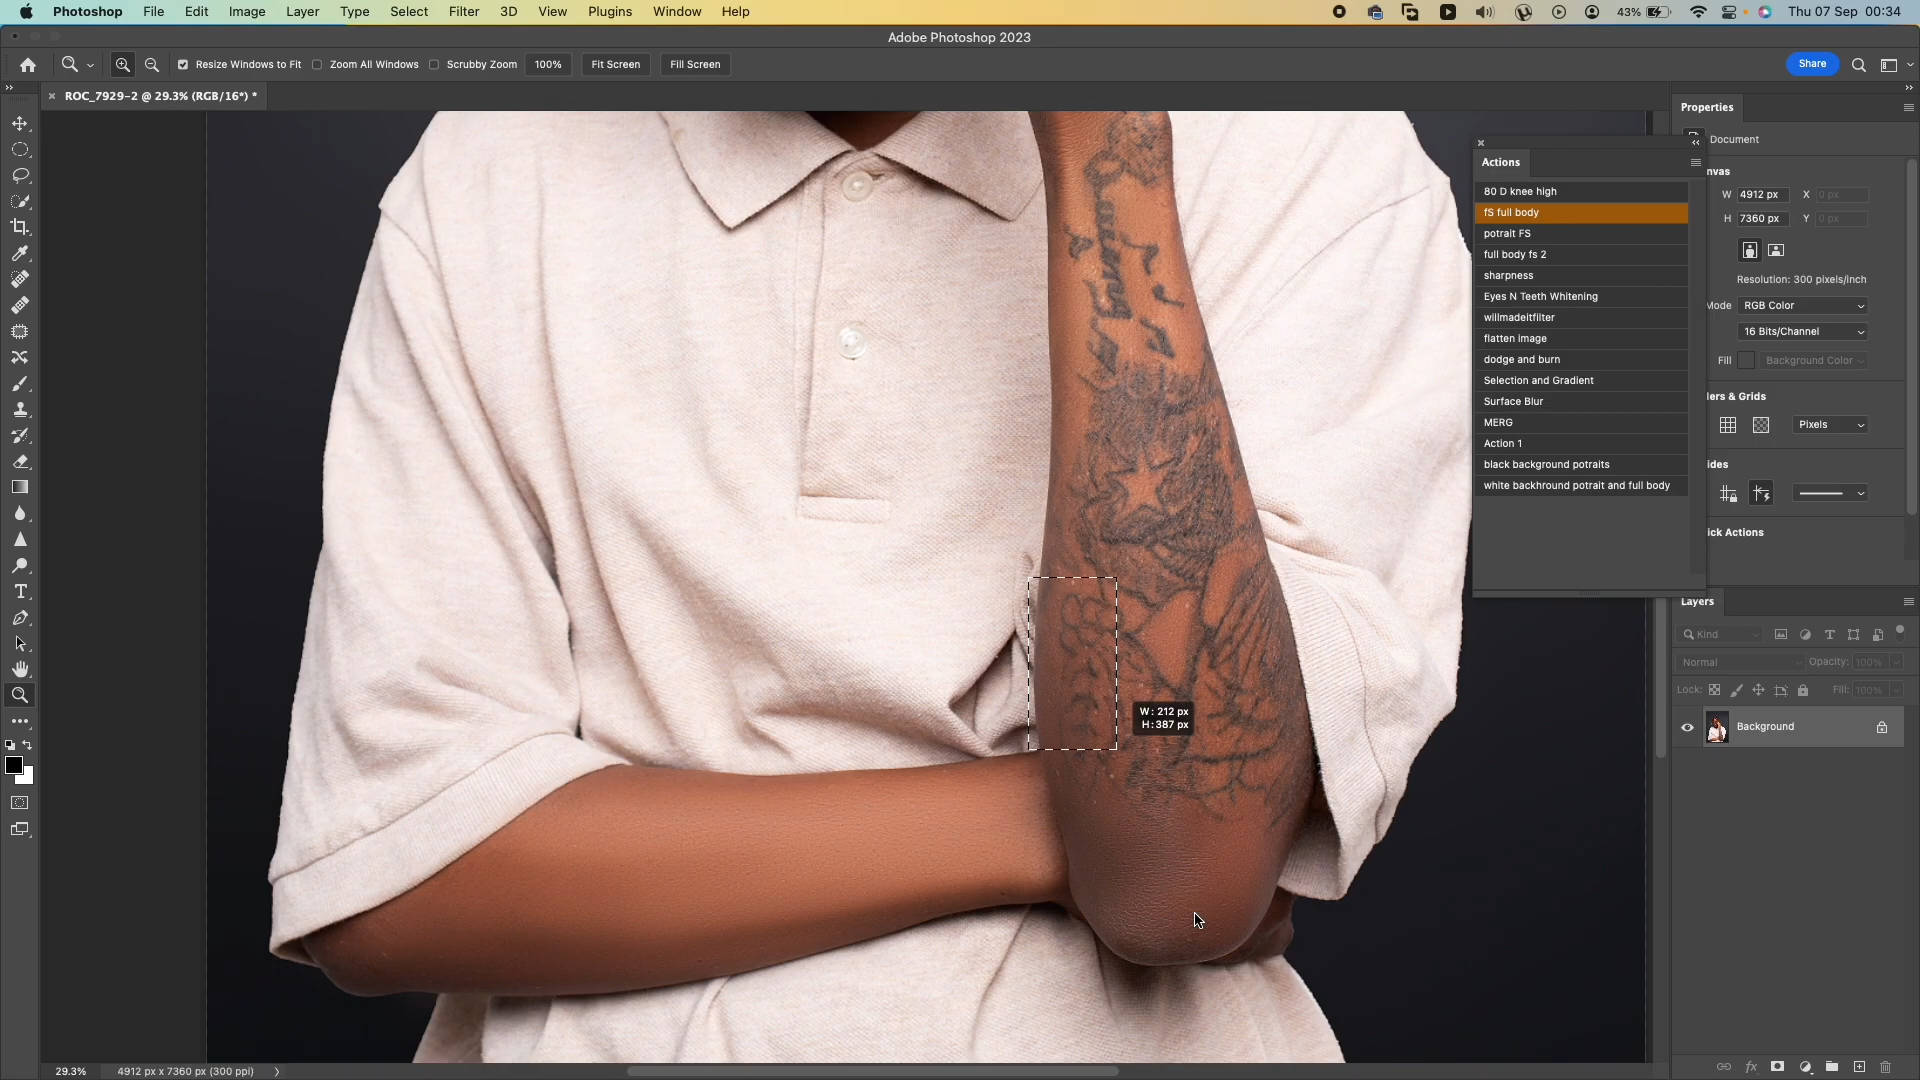 Photoshop File Edit Image Layer Type Select Filter 3D View Plugins Window Help 43% Thu 07 Sep 00:34
Adobe Photoshop 2023
Resize Windows to Fit Zoom All Windows Scrubby Zoom 100% Fit Screen Fill Screen Share
ROC_7929-2 @ 29.3% (RGB/16*) *
Actions
80 D knee high
fS full body
potrait FS
full body fs 2
sharpness
Eyes N Teeth Whitening
willmadeitfilter
flatten image
dodge and burn
Selection and Gradient
Surface Blur
MERG
Action 1
black background potraits
white backhround potrait and full body
Properties
Document
nvas
W 4912 px X 0 px
H 7360 px Y 0 px
Resolution: 300 pixels/inch
Mode RGB Color
16 Bits/Channel
Fill Background Color
lers & Grids
Pixels
ides
ick Actions
Layers
Kind
Normal Opacity: 100%
Lock: Fill: 100%
Background
W: 212 px
H: 387 px
T
29.3% 4912 px x 7360 px (300 ppi)